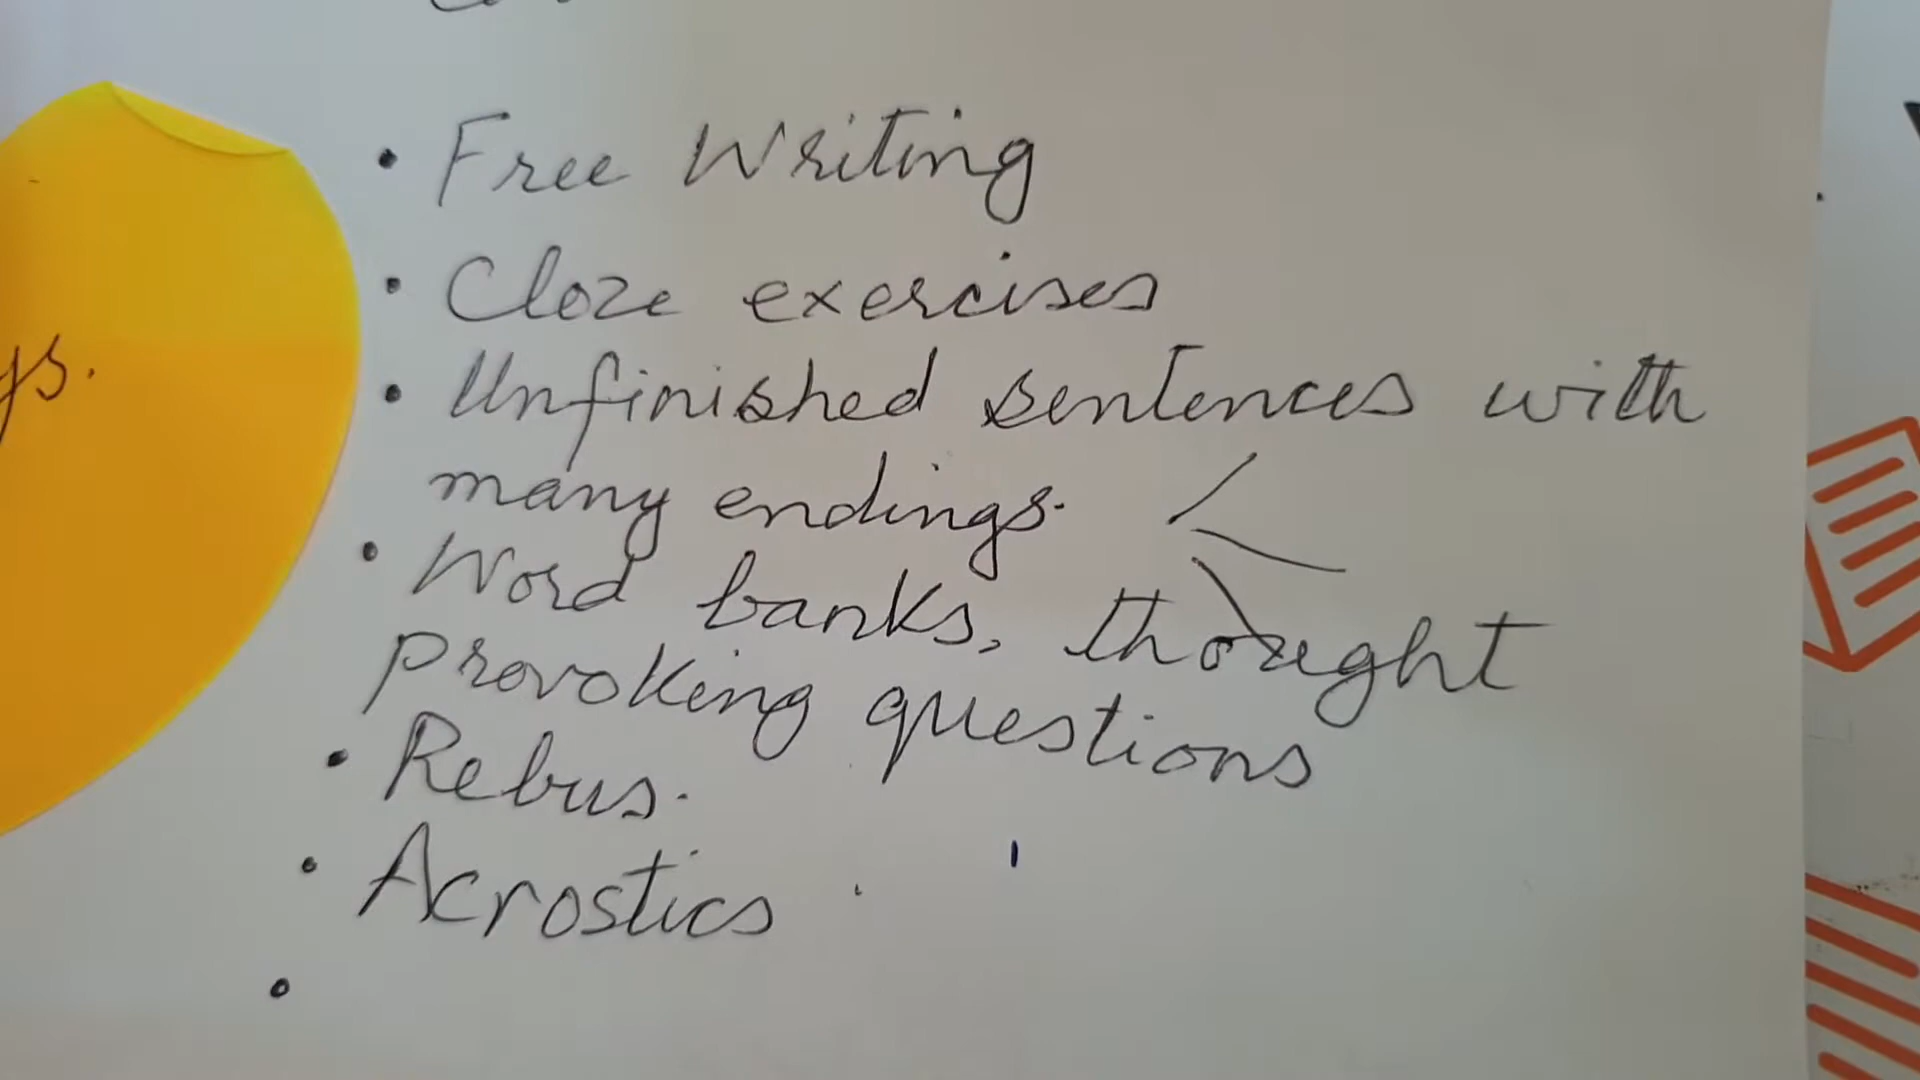 • Free Writing
• Cloze exercises
• Unfinished sentences with
many endings.
• Word banks, thought
provoking questions
• Rebus.
• Acrostics
•